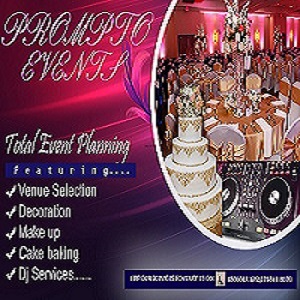 PROMPTO
EVENTS
Total Event Planning
featuring....
✓ Venue Selection
✓ Decoration
✓ Make up
✓ Cake baking
✓ Dj Services......